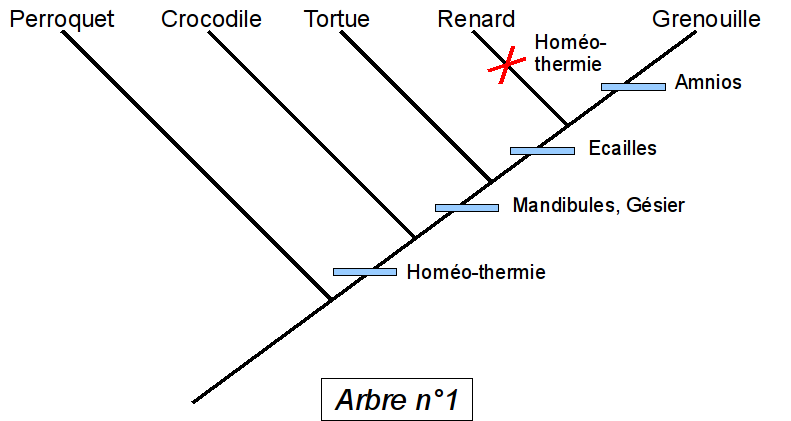 Perroquet
Crocodile
Tortue
Renard
Grenouille
Homéo-
thermie
Amnios
Ecailles
Mandibules, Gésier
Homéo-thermie
Arbre n°1